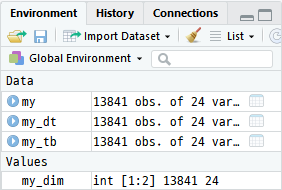 Environment History Connections
Import Dataset List
Global Environment
Data
my 13841 obs. of 24 var…
my_dt 13841 obs. of 24 var…
my_tb 13841 obs. of 24 var…
Values
my_dim int [1:2] 13841 24